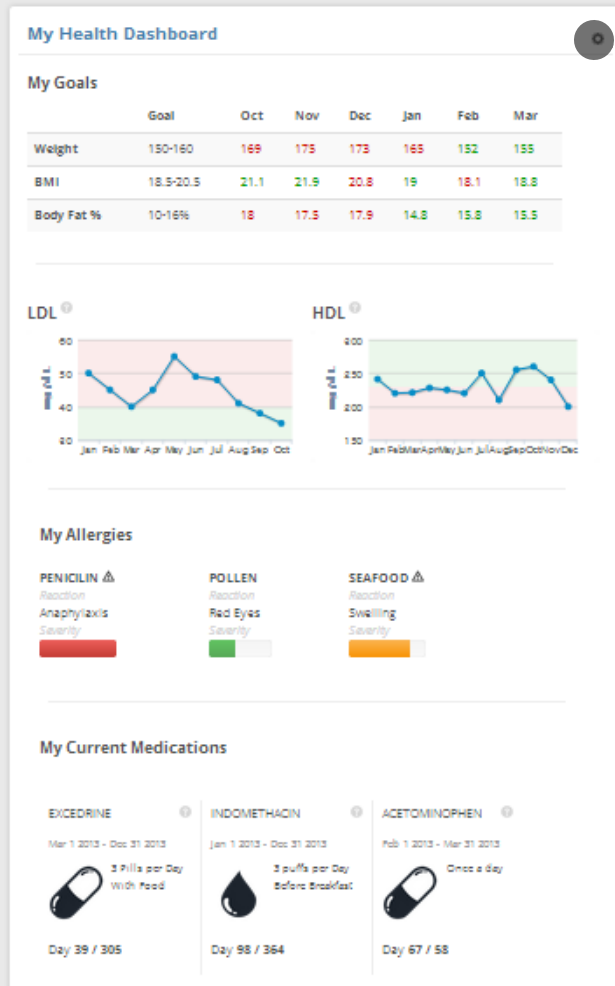 My Health Dashboard
My Goals
Goal Oct Nov Dec Jan Feb Mar
Weight 150-160 169 175 173 165 152 155
BMI 18.5-20.5 21.1 21.9 20.8 19 18.1 18.8
Body Fat % 10-16% 18 17.5 17.9 14.8 15.8 15.5
LDL ?
HDL ?
60
50
40
30
Jan Feb Mar Apr May Jun Jul Aug Sep Oct
300
250
200
150
Jan Feb Mar Apr May Jun Jul Aug Sep Oct Nov Dec
My Allergies
PENICILIN POLLEN SEAFOOD
Reaction Reaction Reaction
Anaphylaxis Red Eyes Swelling
Severity Severity Severity
My Current Medications
EXCEDRINE ? INDOMETHACIN ? ACETOMINOPHEN ?
Mar 1 2013 - Dec 31 2013 Jan 1 2013 - Dec 31 2013 Feb 1 2013 - Mar 31 2013
3 Pills per Day 3 puffs per Day Once a day
With Food Before Breakfast
Day 39 / 305 Day 98 / 364 Day 67 / 58